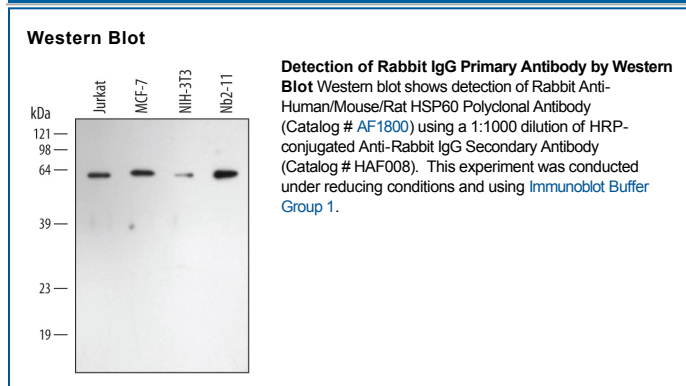 Western Blot
Jurkat
MCF-7
NIH-3T3
Nb2-11
kDa
121
98
64
39
23
19
Detection of Rabbit IgG Primary Antibody by Western
Blot Western blot shows detection of Rabbit Anti-
Human/Mouse/Rat HSP60 Polyclonal Antibody
(Catalog # AF1800) using a 1:1000 dilution of HRP-
conjugated Anti-Rabbit IgG Secondary Antibody
(Catalog # HAF008). This experiment was conducted
under reducing conditions and using Immunoblot Buffer
Group 1.